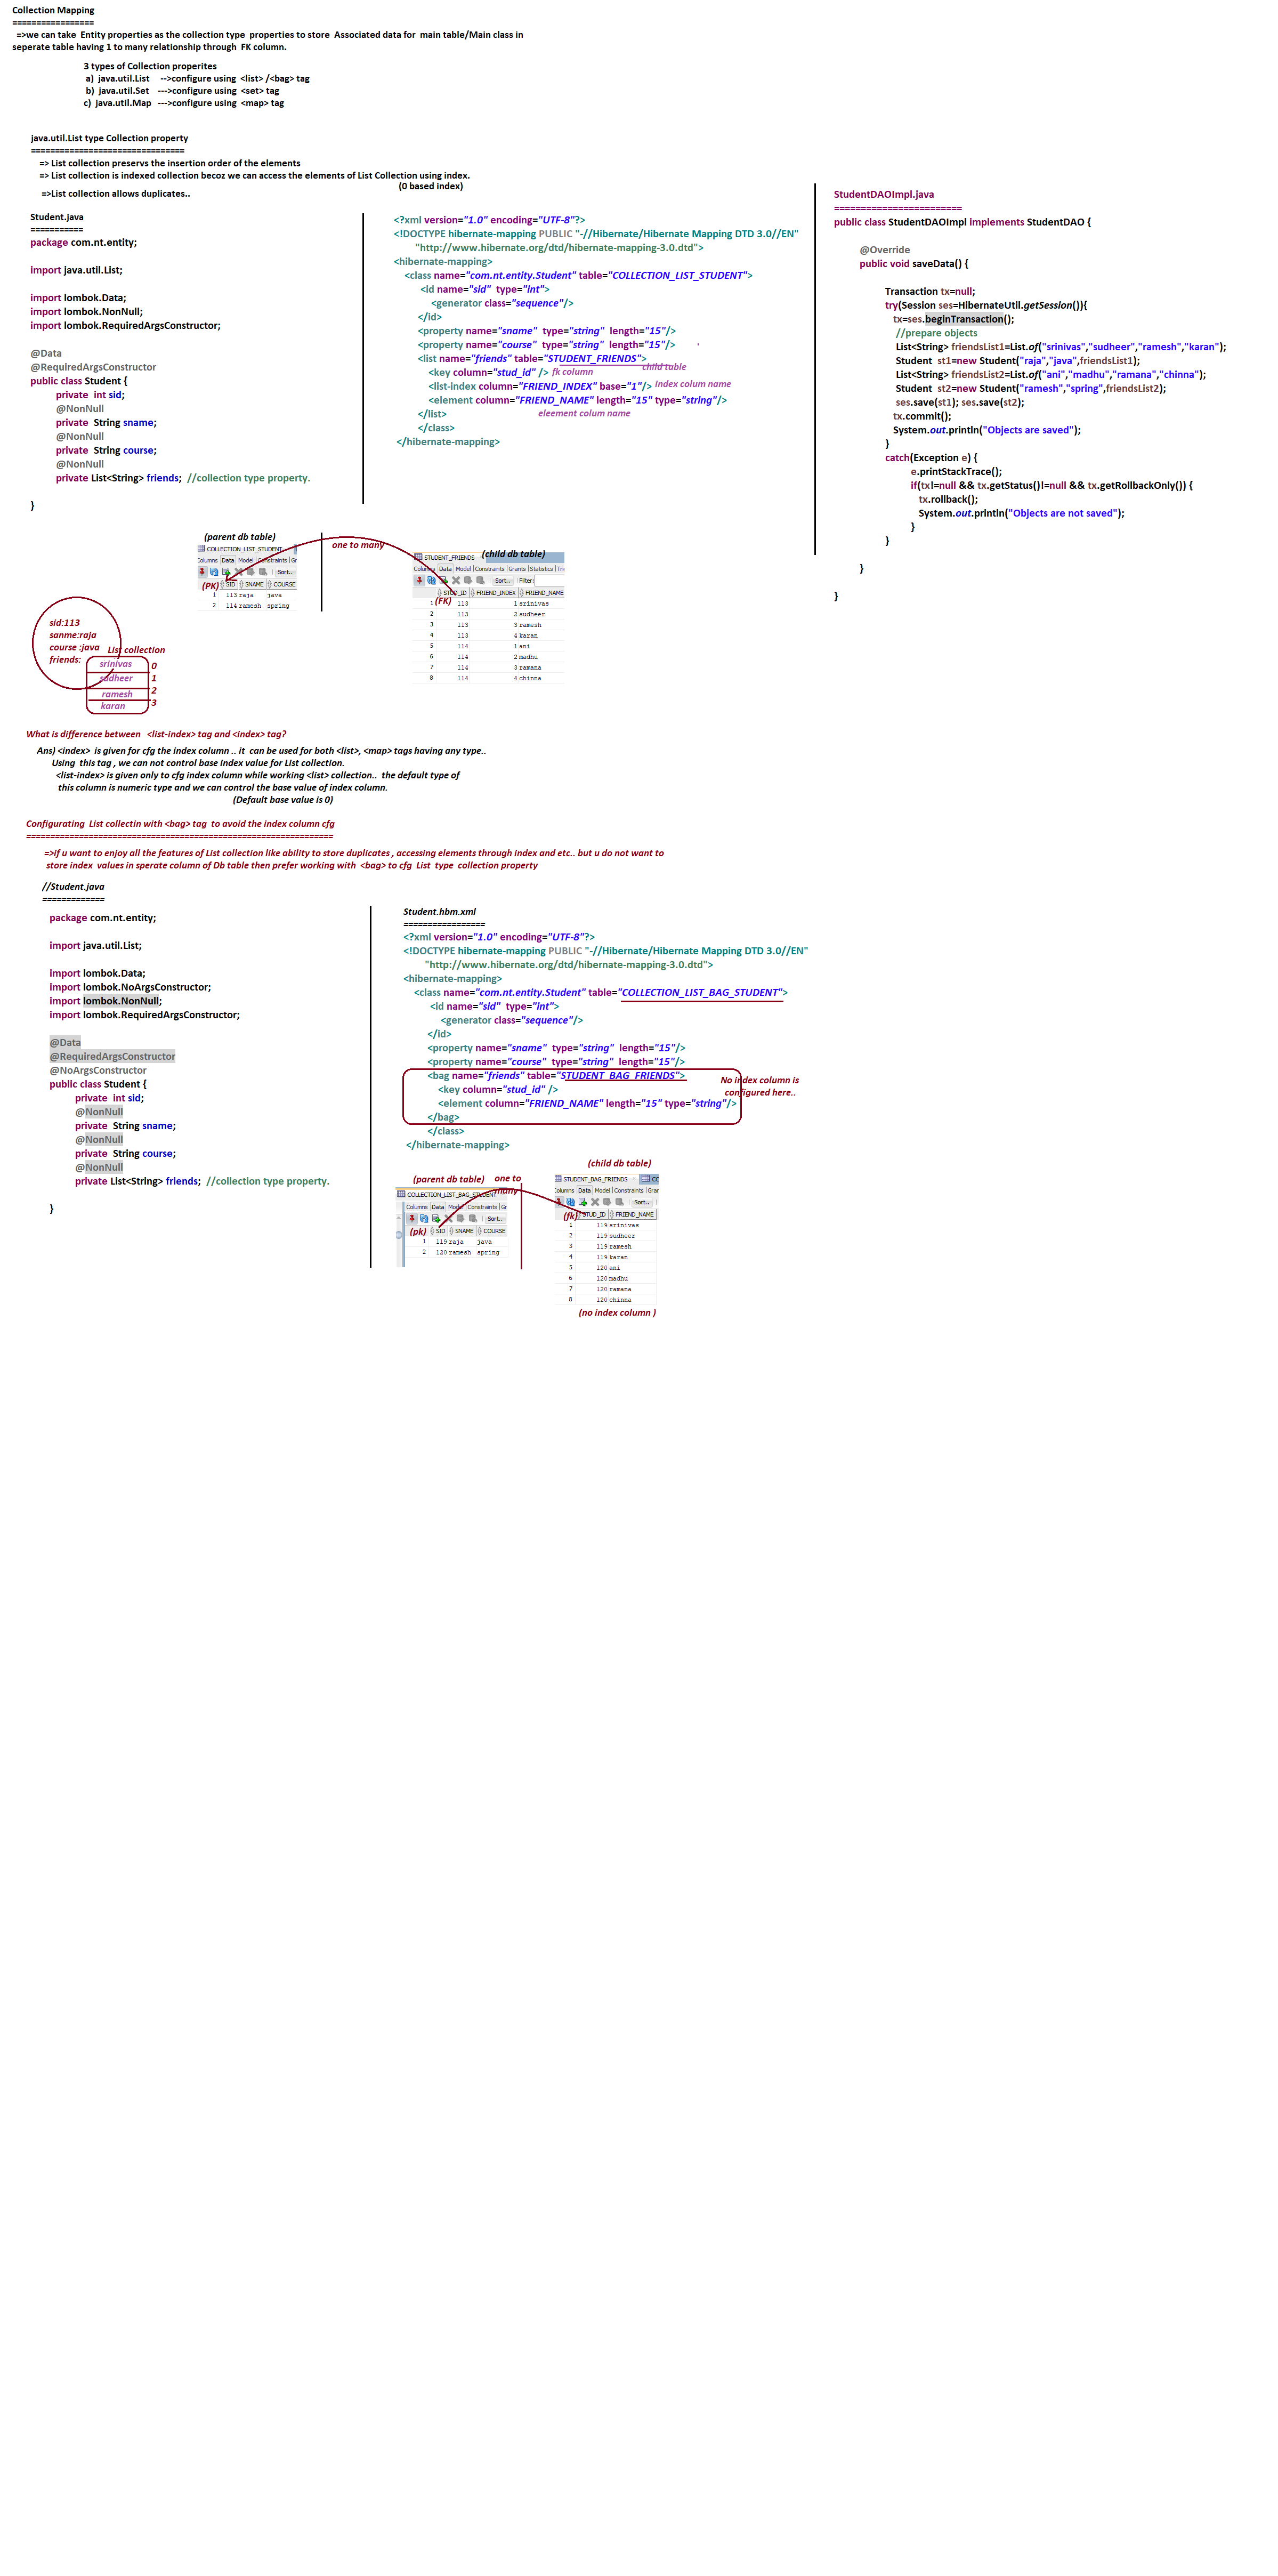 Collection Mapping
=================
=>we can take Entity properties as the collection type properties to store Associated data for main table/Main class in
seperate table having 1 to many relationship through FK column.
3 types of Collection properites
a) java.util.List -->configure using <list> /<bag> tag
b) java.util.Set --->configure using <set> tag
c) java.util.Map --->configure using <map> tag
java.util.List type Collection property
================================
=> List collection preservs the insertion order of the elements
=> List collection is indexed collection becoz we can access the elements of List Collection using index.
(0 based index)
=>List collection allows duplicates..
Student.java
===========
package com.nt.entity;
import java.util.List;
import lombok.Data;
import lombok.NonNull;
import lombok.RequiredArgsConstructor;
@Data
@RequiredArgsConstructor
public class Student {
private int sid;
@NonNull
private String sname;
@NonNull
private String course;
@NonNull
private List<String> friends; //collection type property.
}
<?xml version="1.0" encoding="UTF-8"?>
<!DOCTYPE hibernate-mapping PUBLIC "-//Hibernate/Hibernate Mapping DTD 3.0//EN"
"http://www.hibernate.org/dtd/hibernate-mapping-3.0.dtd">
<hibernate-mapping>
<class name="com.nt.entity.Student" table="COLLECTION_LIST_STUDENT">
<id name="sid" type="int">
<generator class="sequence"/>
</id>
<property name="sname" type="string" length="15"/>
<property name="course" type="string" length="15"/>
<list name="friends" table="STUDENT_FRIENDS">
child table
<key column="stud_id" /> fk column
<list-index column="FRIEND_INDEX" base="1"/> index colum name
<element column="FRIEND_NAME" length="15" type="string"/>
</list> eleement colum name
</class>
</hibernate-mapping>
StudentDAOImpl.java
========================
public class StudentDAOImpl implements StudentDAO {
@Override
public void saveData() {
Transaction tx=null;
try(Session ses=HibernateUtil.getSession()){
tx=ses.beginTransaction();
//prepare objects
List<String> friendsList1=List.of("srinivas","sudheer","ramesh","karan");
Student st1=new Student("raja","java",friendsList1);
List<String> friendsList2=List.of("ani","madhu","ramana","chinna");
Student st2=new Student("ramesh","spring",friendsList2);
ses.save(st1); ses.save(st2);
tx.commit();
System.out.println("Objects are saved");
}
catch(Exception e) {
e.printStackTrace();
if(tx!=null && tx.getStatus()!=null && tx.getRollbackOnly()) {
tx.rollback();
System.out.println("Objects are not saved");
}
}
}
}
(parent db table)
COLLECTION_LIST_STUDENT
Columns Data Model Constraints Gr
Sort..
(PK) SID SNAME COURSE
1 113 raja java
2 114 ramesh spring
one to many
(child db table)
STUDENT_FRIENDS
Columns Data Model Constraints Grants Statistics Tri
Sort.. Filter:
STUD_ID FRIEND_INDEX FRIEND_NAME
(FK)
1 113 1 srinivas
2 113 2 sudheer
3 113 3 ramesh
4 113 4 karan
5 114 1 ani
6 114 2 madhu
7 114 3 ramana
8 114 4 chinna
sid:113
sanme:raja
course :java
friends:
List collection
srinivas 0
sudheer 1
ramesh 2
karan 3
What is difference between <list-index> tag and <index> tag?
Ans) <index> is given for cfg the index column .. it can be used for both <list>, <map> tags having any type..
Using this tag , we can not control base index value for List collection.
<list-index> is given only to cfg index column while working <list> collection.. the default type of
this column is numeric type and we can control the base value of index column.
(Default base value is 0)
Configurating List collectin with <bag> tag to avoid the index column cfg
================================================================
=>if u want to enjoy all the features of List collection like ability to store duplicates , accessing elements through index and etc.. but u do not want to
store index values in sperate column of Db table then prefer working with <bag> to cfg List type collection property
//Student.java
=============
package com.nt.entity;
import java.util.List;
import lombok.Data;
import lombok.NoArgsConstructor;
import lombok.NonNull;
import lombok.RequiredArgsConstructor;
@Data
@RequiredArgsConstructor
@NoArgsConstructor
public class Student {
private int sid;
@NonNull
private String sname;
@NonNull
private String course;
@NonNull
private List<String> friends; //collection type property.
}
Student.hbm.xml
=================
<?xml version="1.0" encoding="UTF-8"?>
<!DOCTYPE hibernate-mapping PUBLIC "-//Hibernate/Hibernate Mapping DTD 3.0//EN"
"http://www.hibernate.org/dtd/hibernate-mapping-3.0.dtd">
<hibernate-mapping>
<class name="com.nt.entity.Student" table="COLLECTION_LIST_BAG_STUDENT">
<id name="sid" type="int">
<generator class="sequence"/>
</id>
<property name="sname" type="string" length="15"/>
<property name="course" type="string" length="15"/>
<bag name="friends" table="STUDENT_BAG_FRIENDS">
<key column="stud_id" />
<element column="FRIEND_NAME" length="15" type="string"/>
</bag>
</class>
</hibernate-mapping>
No index column is
configured here..
(parent db table)
one to
many
COLLECTION_LIST_BAG_STUDENT
Columns Data Model Constraints Gr
Sort..
(pk) SID SNAME COURSE
1 119 raja java
2 120 ramesh spring
(child db table)
STUDENT_BAG_FRIENDS CO
Columns Data Model Constraints Gran
Sort..
(fk) STUD_ID FRIEND_NAME
1 119 srinivas
2 119 sudheer
3 119 ramesh
4 119 karan
5 120 ani
6 120 madhu
7 120 ramana
8 120 chinna
(no index column )